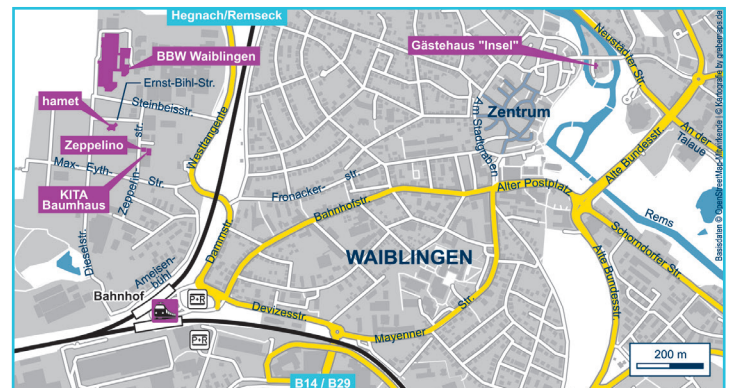 Hegnach/Remseck
BBW Waiblingen
Ernst-Bihl-Str.
hamet
Steinbeisstr.
Zeppelino
Max-Eyth-Str.
Zeppelinstr.
KITA
Baumhaus
Dieselstr.
Ameisenbühl
Bahnhof
P+R
P+R
Westtangente
Dammstr.
Fronackerstr.
Bahnhofstr.
WAIBLINGEN
Devizesstr.
Mayenner Str.
B14 / B29
Gästehaus "Insel"
Am Stadtgraben
Zentrum
Alter Postplatz
Neustädter Str.
An der
Talaue
Alte Bundesstr.
Rems
Schorndorfer Str.
Alte Bundesstr.
200 m
Basisdaten © OpenStreetMap-Mitwirkende | © Kartografie by grebemaps.de